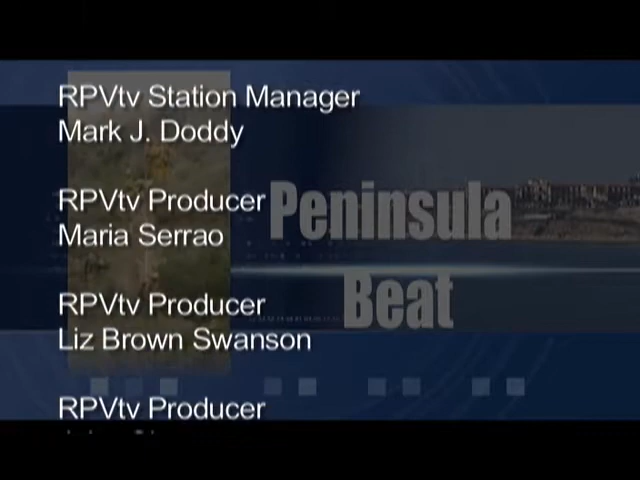 RPVtv Station Manager
Mark J. Doddy
RPVtv Producer
Maria Serrao
RPVtv Producer
Liz Brown Swanson
RPVtv Producer
Peninsula
Beat